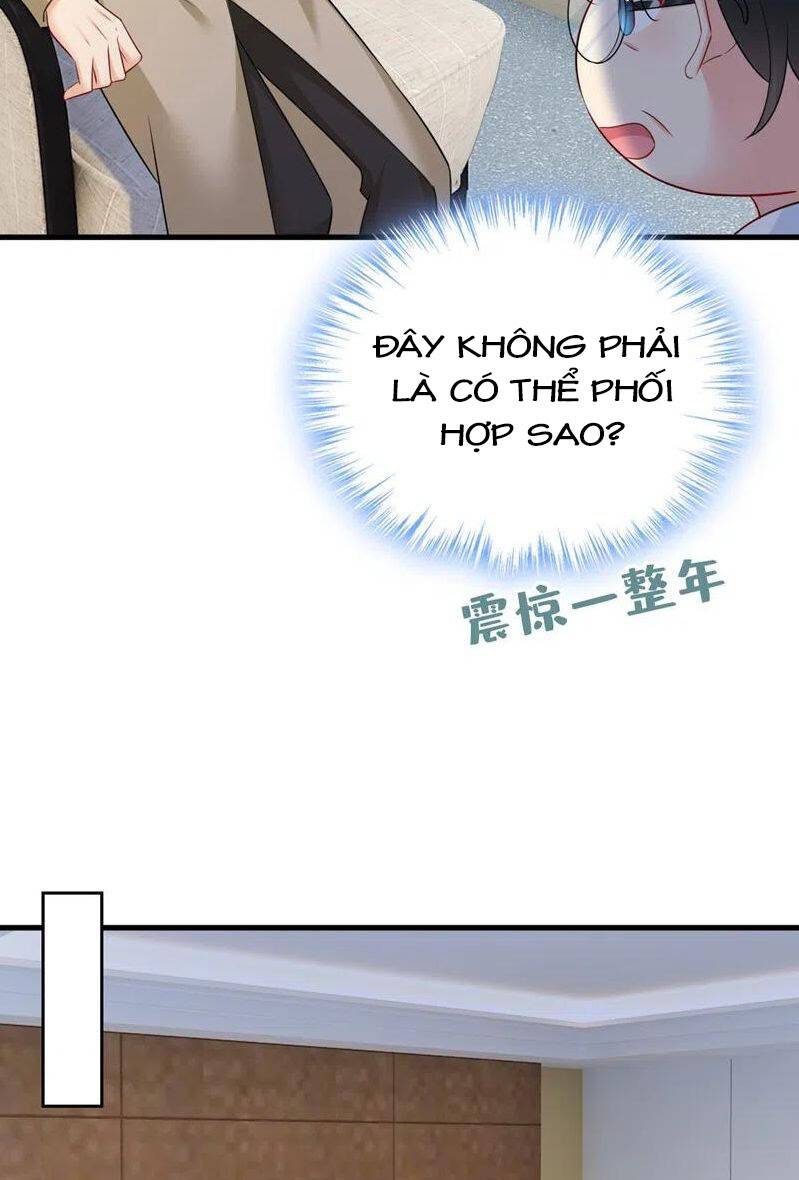 ĐÂY KHÔNG PHẢI
LÀ CÓ THỂ PHỐI
HỢP SAO?
震惊一整年